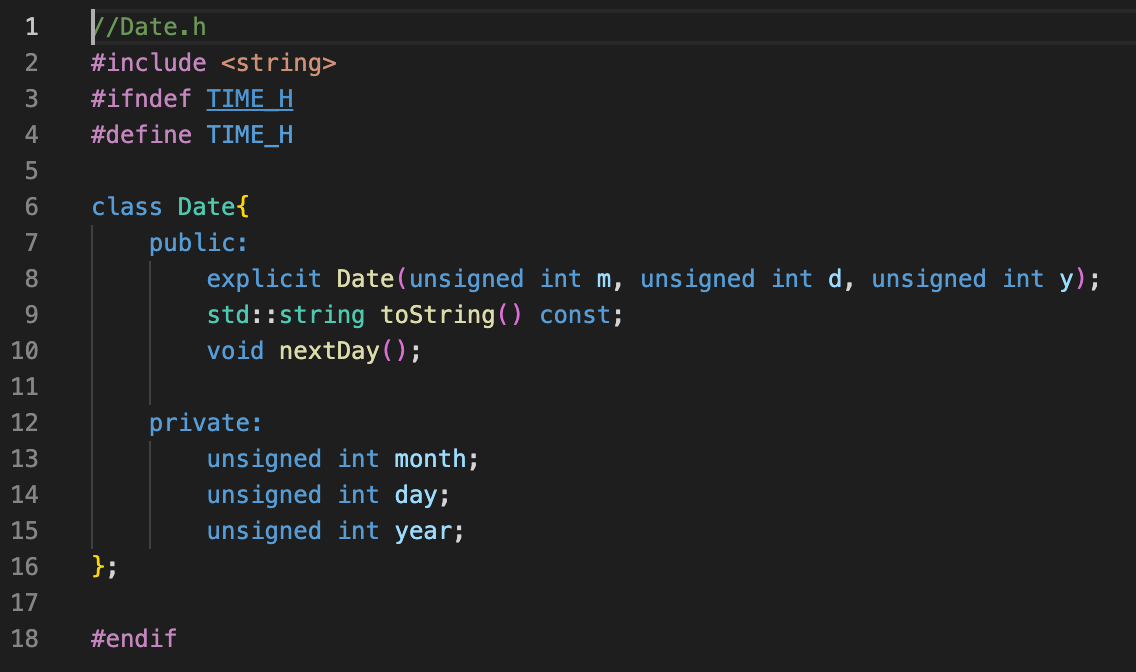 1 //Date.h
2 #include <string>
3 #ifndef TIME_H
4 #define TIME_H
5
6 class Date{
7     public:
8         explicit Date(unsigned int m, unsigned int d, unsigned int y);
9         std::string toString() const;
10         void nextDay();
11
12     private:
13         unsigned int month;
14         unsigned int day;
15         unsigned int year;
16 };
17
18 #endif